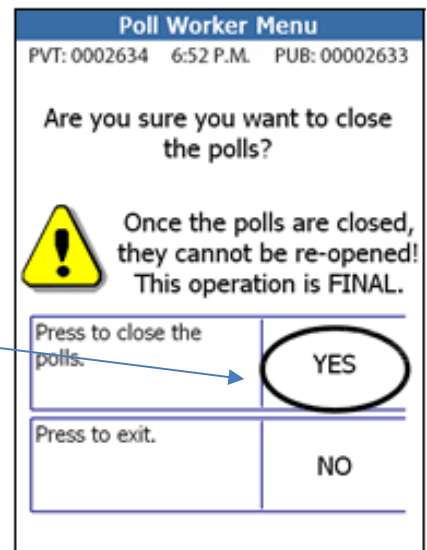 Poll Worker Menu
PVT: 0002634 6:52 P.M. PUB: 00002633
Are you sure you want to close
the polls?
Once the polls are closed,
they cannot be re-opened!
This operation is FINAL.
Press to close the
polls.
YES
Press to exit.
NO